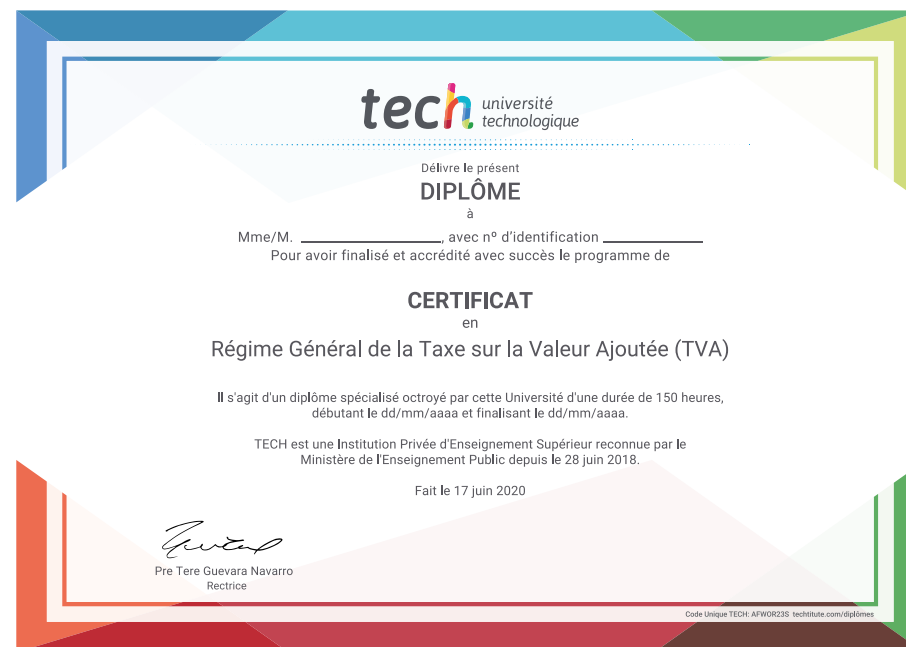 tech université
technologique
Délivre le présent
DIPLÔME
à
Mme/M. ____________________, avec nº d'identification ______________
Pour avoir finalisé et accrédité avec succès le programme de
CERTIFICAT
en
Régime Général de la Taxe sur la Valeur Ajoutée (TVA)
Il s'agit d'un diplôme spécialisé octroyé par cette Université d'une durée de 150 heures,
débutant le dd/mm/aaaa et finalisant le dd/mm/aaaa.
TECH est une Institution Privée d'Enseignement Supérieur reconnue par le
Ministère de l'Enseignement Public depuis le 28 juin 2018.
Fait le 17 juin 2020
Pre Tere Guevara Navarro
Rectrice
Code Unique TECH: AFWOR23S techtitute.com/diplômes